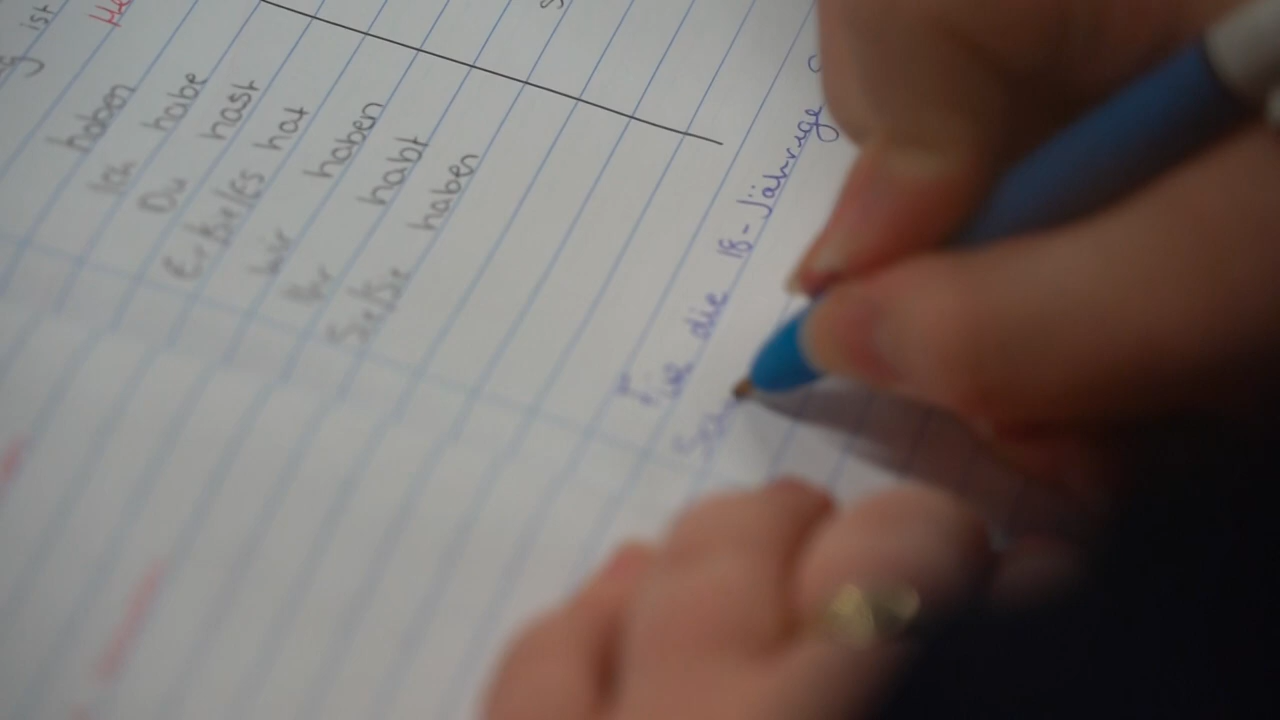 ist
haben
Ich habe
Du hast
Er/Sie/Es hat
Wir haben
Ihr habt
Sie/Sie haben
Für die 18-Jährige
Sch